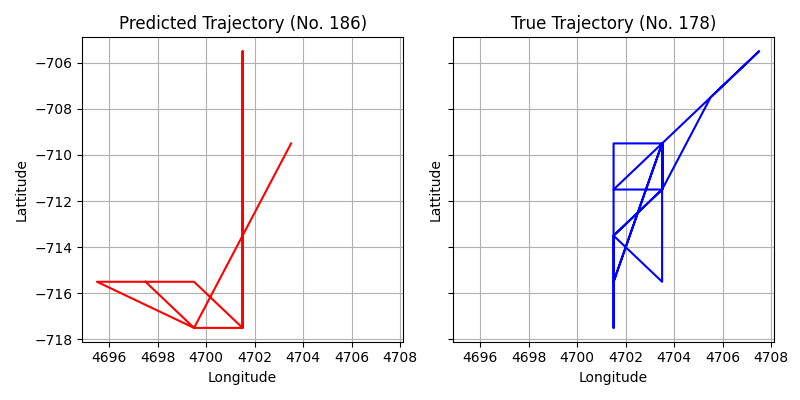 Predicted Trajectory (No. 186)
True Trajectory (No. 178)
Lattitude
−706
−708
−710
−712
−714
−716
−718
4696 4698 4700 4702 4704 4706 4708
Longitude
Lattitude
4696 4698 4700 4702 4704 4706 4708
Longitude